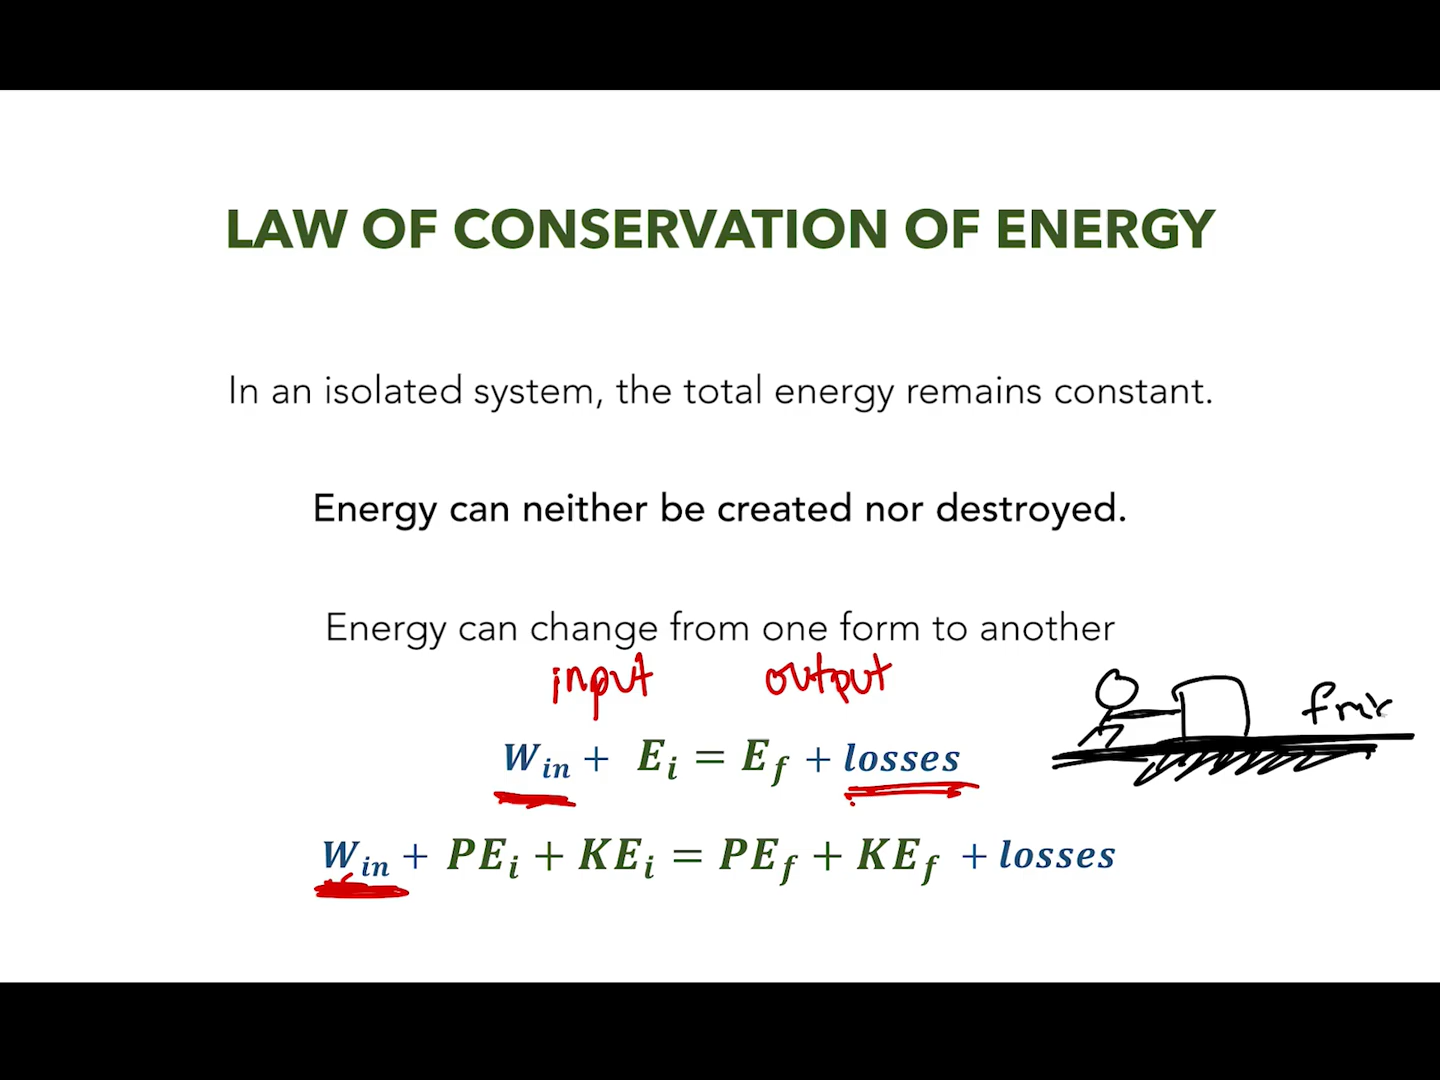 LAW OF CONSERVATION OF ENERGY
In an isolated system, the total energy remains constant.
Energy can neither be created nor destroyed.
Energy can change from one form to another
input output
W_in + E_i = E_f + losses
W_in + PE_i + KE_i = PE_f + KE_f + losses